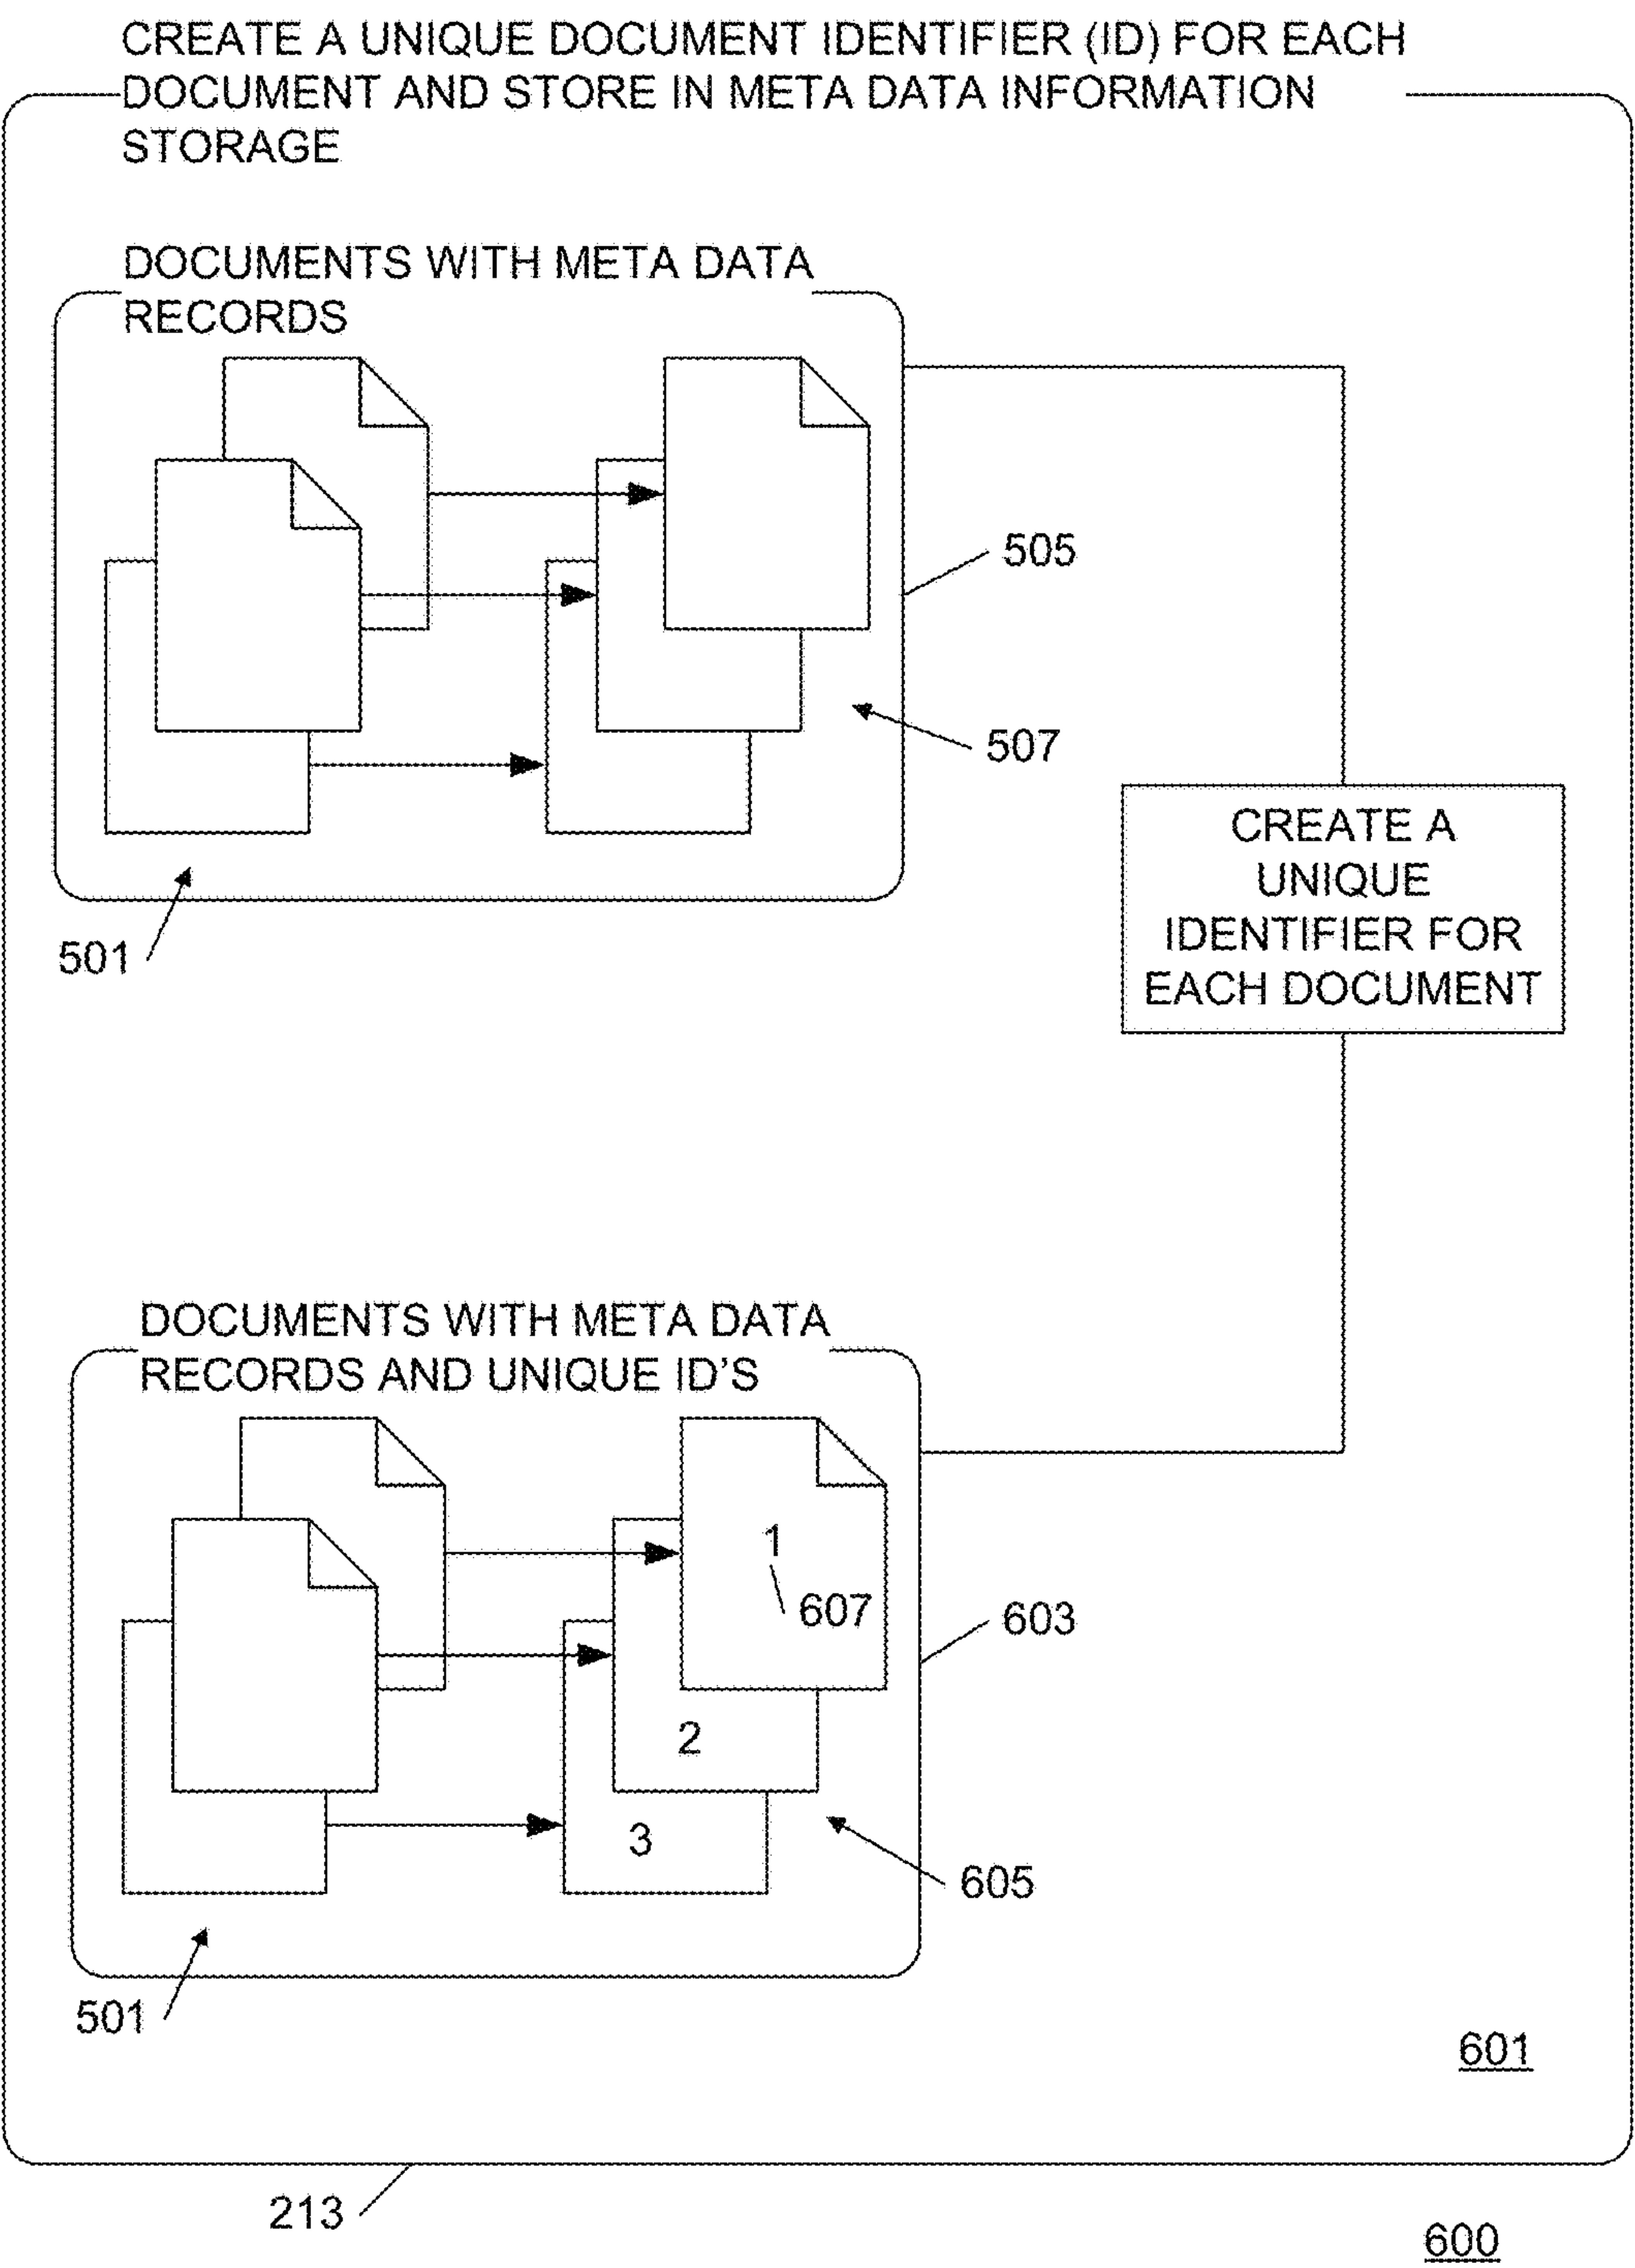 CREATE A UNIQUE DOCUMENT IDENTIFIER (ID) FOR EACH
DOCUMENT AND STORE IN META DATA INFORMATION
STORAGE
DOCUMENTS WITH META DATA
RECORDS
505
507
501
CREATE A
UNIQUE
IDENTIFIER FOR
EACH DOCUMENT
DOCUMENTS WITH META DATA
RECORDS AND UNIQUE ID'S
1
607
603
2
3
605
501
601
213
600